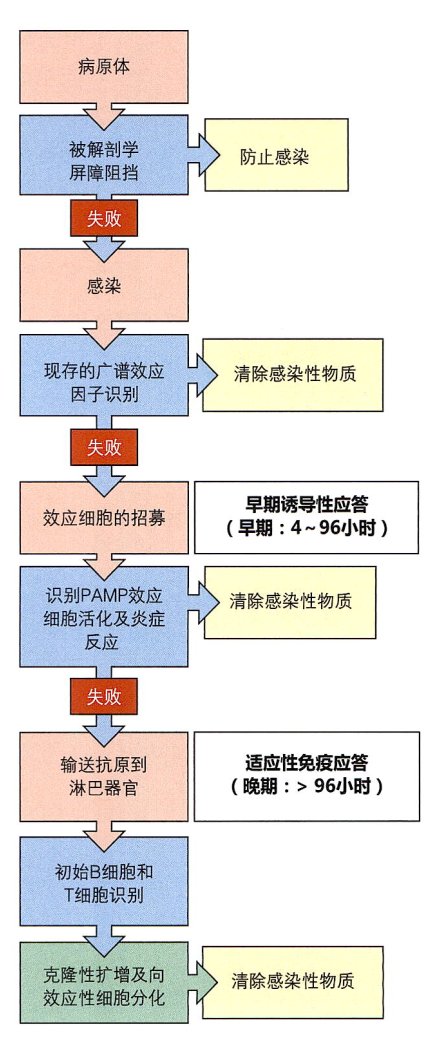 病原体
被解剖学
屏障阻挡
防止感染
失败
感染
现存的广谱效应
因子识别
清除感染性物质
失败
效应细胞的招募
早期诱导性应答
（早期：4～96小时）
识别PAMP效应
细胞活化及炎症
反应
清除感染性物质
失败
输送抗原到
淋巴器官
适应性免疫应答
（晚期：> 96小时）
初始B细胞和
T细胞识别
克隆性扩增及向
效应性细胞分化
清除感染性物质